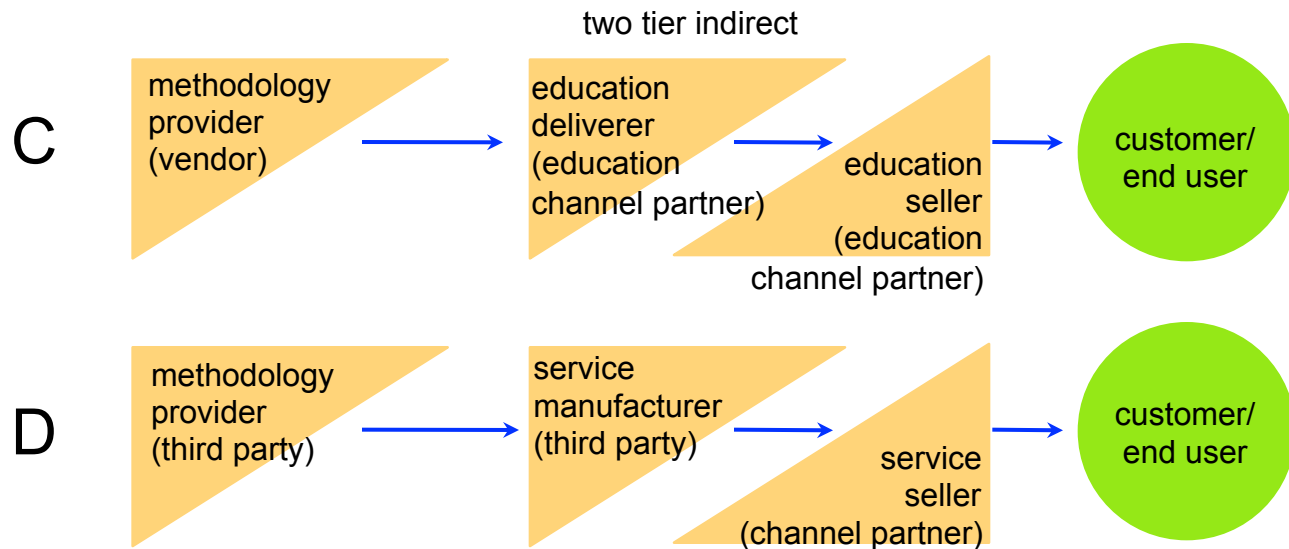 two tier indirect
C
methodology
provider
(vendor)
education
deliverer
(education
channel partner)
education
seller
(education
channel partner)
customer/
end user
D
methodology
provider
(third party)
service
manufacturer
(third party)
service
seller
(channel partner)
customer/
end user